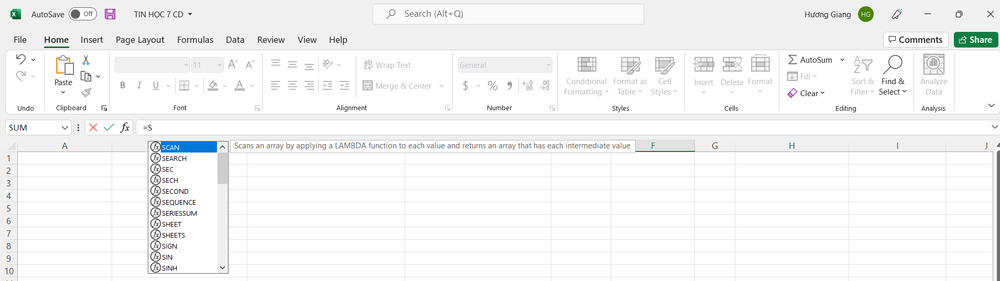 AutoSave Off TIN HỌC 7 CD Search (Alt+Q) Hương Giang HG
File Home Insert Page Layout Formulas Data Review View Help Comments Share
Undo
Paste
Clipboard
11
B I U A
Font
ab Wrap Text
Merge & Center
Alignment
General
$ % 9 .00 .00
Number
Conditional Formatting
Format as Table
Cell Styles
Styles
Insert Delete Format
Cells
AutoSum
Fill
Clear
Sort & Filter
Find & Select
Editing
Analyze Data
Analysis
SUM fx =S
A F G H I J
SCAN Scans an array by applying a LAMBDA function to each value and returns an array that has each intermediate value
SEARCH
SEC
SECH
SECOND
SEQUENCE
SERIESSUM
SHEET
SHEETS
SIGN
SIN
SINH
1
2
3
4
5
6
7
8
9
10